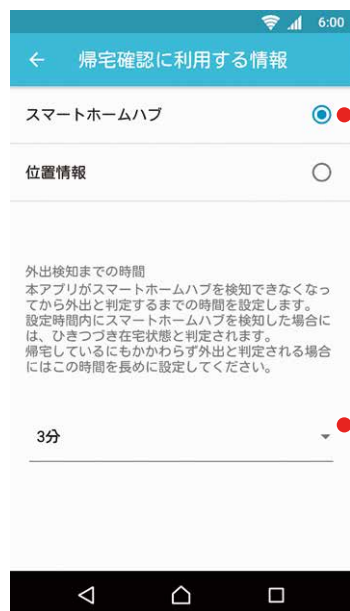 6:00
帰宅確認に利用する情報
スマートホームハブ
位置情報
外出検知までの時間
本アプリがスマートホームハブを検知できなくなっ
てから外出と判定するまでの時間を設定します。
設定時間内にスマートホームハブを検知した場合に
は、ひきつづき在宅状態と判定されます。
帰宅しているにもかかわらず外出と判定される場合
にはこの時間を長めに設定してください。
3分